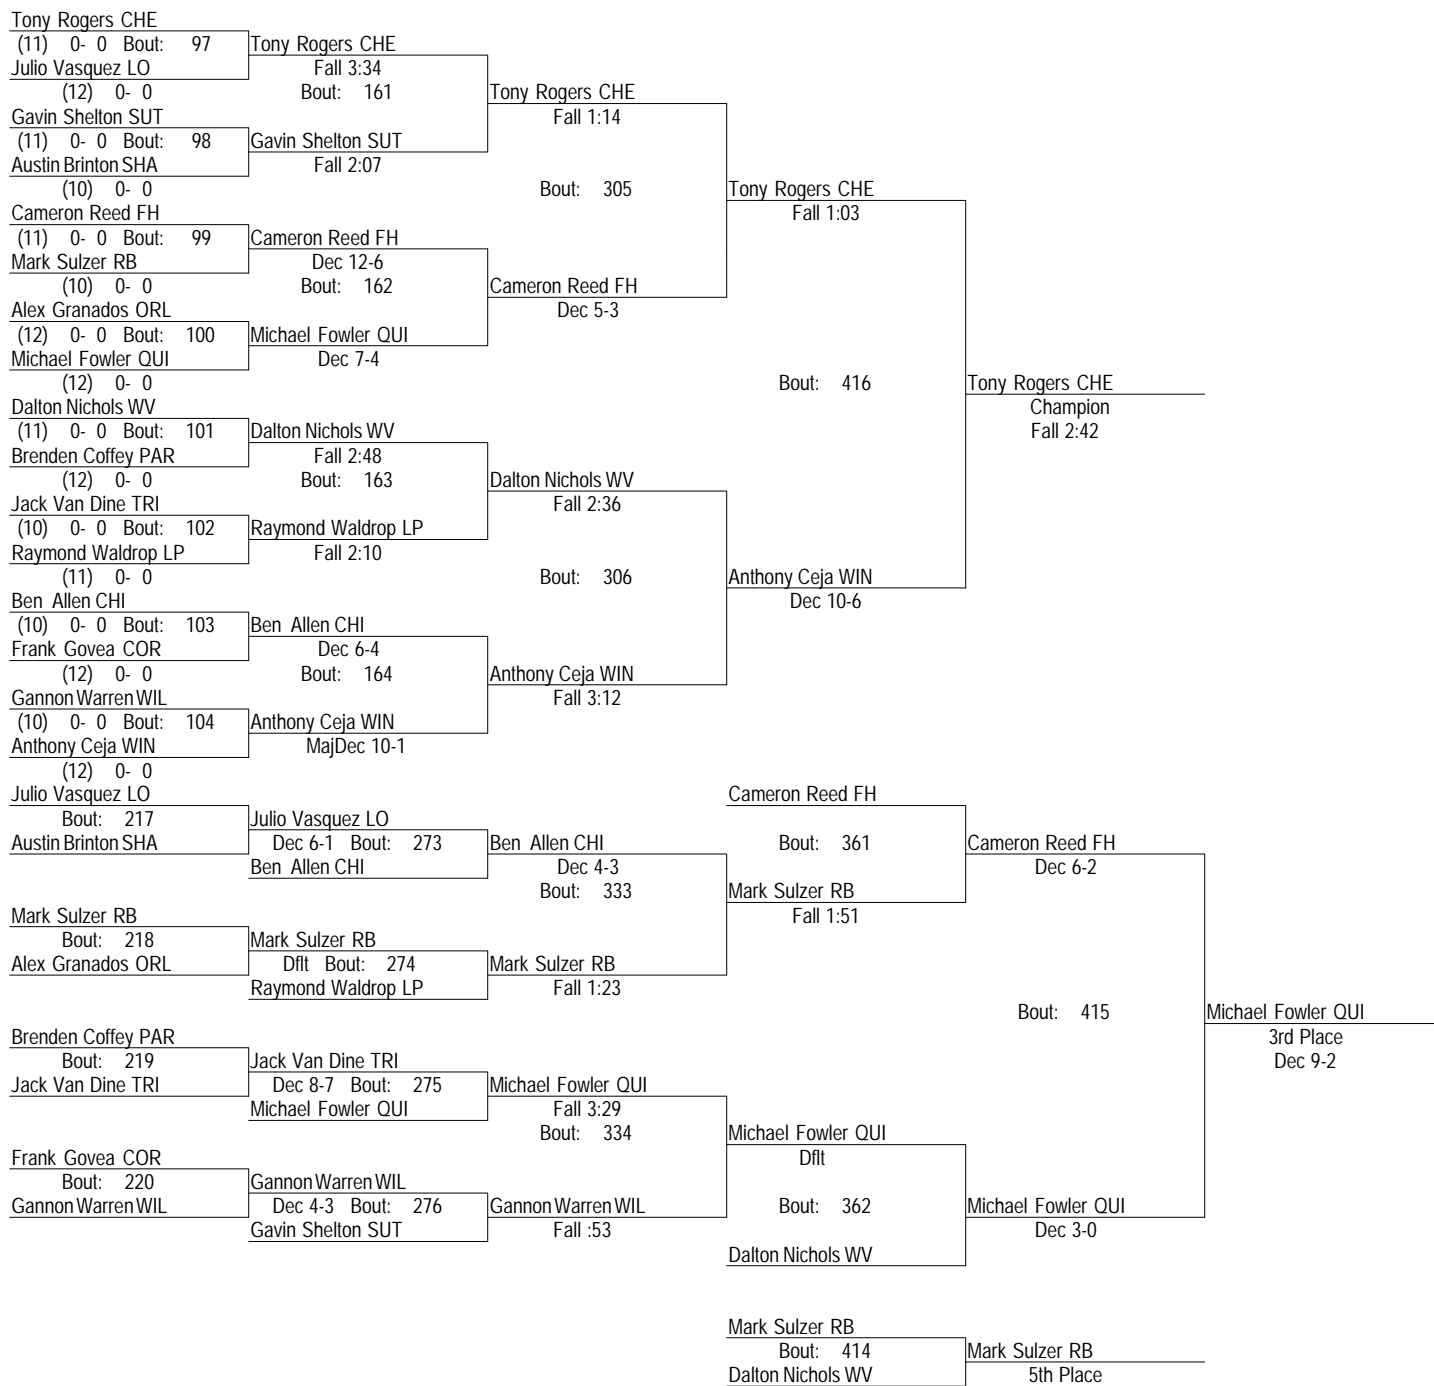 Tony Rogers CHE
(11) 0- 0 Bout: 97 Tony Rogers CHE
Julio Vasquez LO Fall 3:34
(12) 0- 0 Bout: 161 Tony Rogers CHE
Gavin Shelton SUT Fall 1:14
(11) 0- 0 Bout: 98 Gavin Shelton SUT
Austin Brinton SHA Fall 2:07
(10) 0- 0 Bout: 305 Tony Rogers CHE
Cameron Reed FH Fall 1:03
(11) 0- 0 Bout: 99 Cameron Reed FH
Mark Sulzer RB Dec 12-6
(10) 0- 0 Bout: 162 Cameron Reed FH
Alex Granados ORL Dec 5-3
(12) 0- 0 Bout: 100 Michael Fowler QUI
Michael Fowler QUI Dec 7-4
(12) 0- 0 Bout: 416 Tony Rogers CHE
Dalton Nichols WV Champion
(11) 0- 0 Bout: 101 Dalton Nichols WV Fall 2:42
Brenden Coffey PAR Fall 2:48
(12) 0- 0 Bout: 163 Dalton Nichols WV
Jack Van Dine TRI Fall 2:36
(10) 0- 0 Bout: 102 Raymond Waldrop LP
Raymond Waldrop LP Fall 2:10
(11) 0- 0 Bout: 306 Anthony Ceja WIN
Ben Allen CHI Dec 10-6
(10) 0- 0 Bout: 103 Ben Allen CHI
Frank Govea COR Dec 6-4
(12) 0- 0 Bout: 164 Anthony Ceja WIN
Gannon Warren WIL Fall 3:12
(10) 0- 0 Bout: 104 Anthony Ceja WIN
Anthony Ceja WIN MajDec 10-1
(12) 0- 0
Julio Vasquez LO Cameron Reed FH
Bout: 217 Julio Vasquez LO
Austin Brinton SHA Dec 6-1 Bout: 273 Ben Allen CHI Bout: 361 Cameron Reed FH
Ben Allen CHI Dec 4-3 Dec 6-2
Bout: 333 Mark Sulzer RB
Mark Sulzer RB Fall 1:51
Bout: 218 Mark Sulzer RB
Alex Granados ORL Dflt Bout: 274 Mark Sulzer RB
Raymond Waldrop LP Fall 1:23
Bout: 415 Michael Fowler QUI
Brenden Coffey PAR 3rd Place
Bout: 219 Jack Van Dine TRI Dec 9-2
Jack Van Dine TRI Dec 8-7 Bout: 275 Michael Fowler QUI
Michael Fowler QUI Fall 3:29
Bout: 334 Michael Fowler QUI
Frank Govea COR Dflt
Bout: 220 Gannon Warren WIL
Gannon Warren WIL Dec 4-3 Bout: 276 Gannon Warren WIL Bout: 362 Michael Fowler QUI
Gavin Shelton SUT Fall :53 Dec 3-0
Dalton Nichols WV
Mark Sulzer RB
Bout: 414 Mark Sulzer RB
Dalton Nichols WV 5th Place